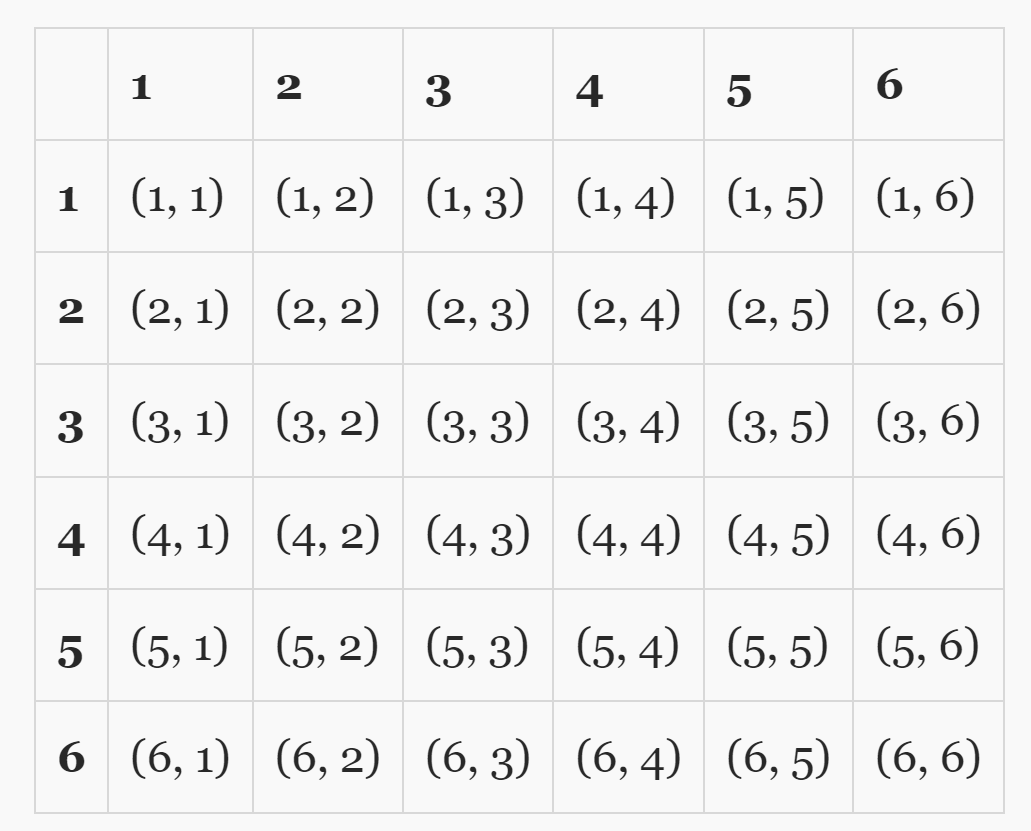 1 2 3 4 5 6
1 (1, 1) (1, 2) (1, 3) (1, 4) (1, 5) (1, 6)
2 (2, 1) (2, 2) (2, 3) (2, 4) (2, 5) (2, 6)
3 (3, 1) (3, 2) (3, 3) (3, 4) (3, 5) (3, 6)
4 (4, 1) (4, 2) (4, 3) (4, 4) (4, 5) (4, 6)
5 (5, 1) (5, 2) (5, 3) (5, 4) (5, 5) (5, 6)
6 (6, 1) (6, 2) (6, 3) (6, 4) (6, 5) (6, 6)